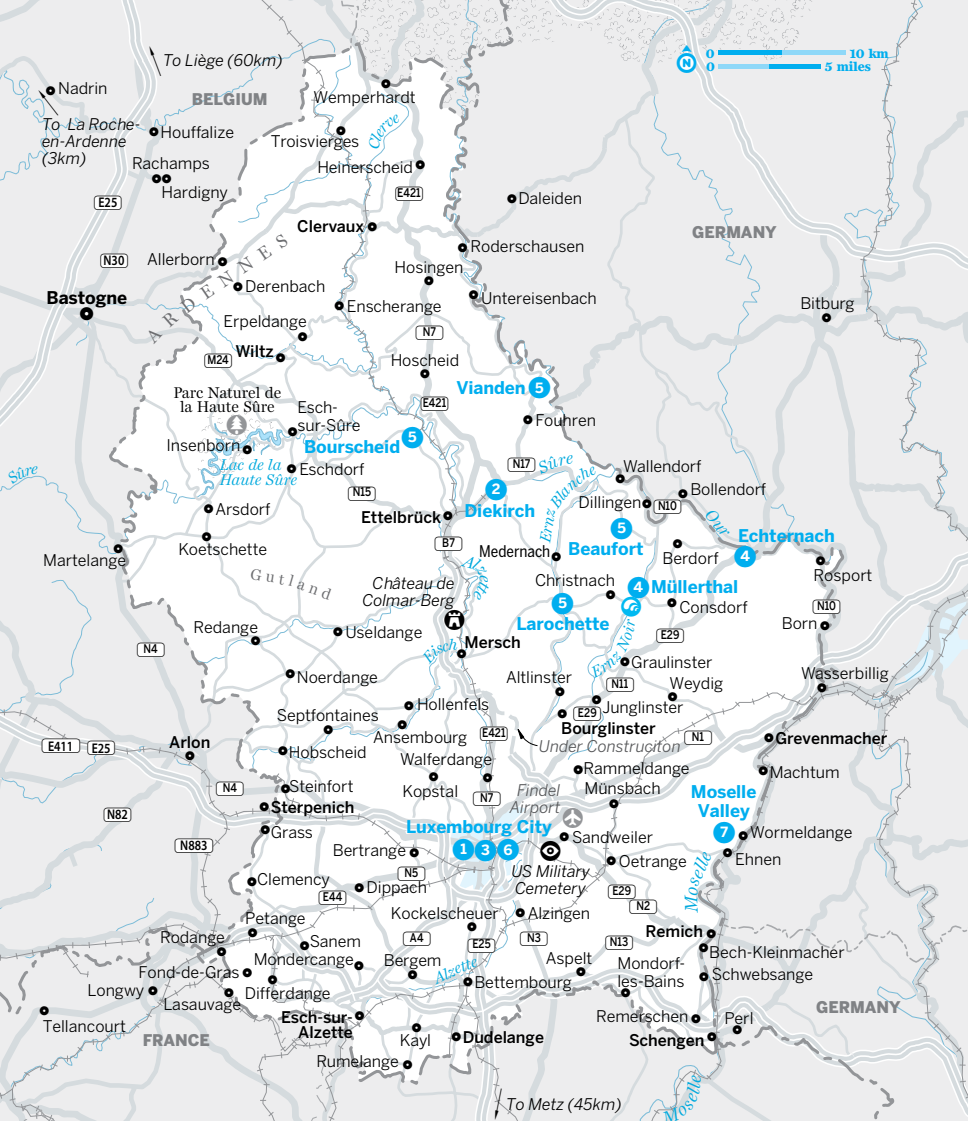 To Liège (60km)
0 10 km
N
0 5 miles
Nadrin
BELGIUM
Wemperhardt
To La Roche-
en-Ardenne
(3km)
Houffalize
Clerve
Troisvierges
Rachamps
Heinerscheid
Hardigny
E421
E25
Daleiden
Clervaux
GERMANY
Roderschausen
N30
Allerborn
Hosingen
ARDENNES
Derenbach
Untereisenbach
Bastogne
Enscherange
Bitburg
Erpeldange
N7
Wiltz
M24
Hoscheid
Vianden 5
Parc Naturel de
la Haute Sûre
E421
Esch-
sur-Sûre
Fouhren
Bourscheid 5
Insenborn
Lac de la
Haute Sûre
Eschdorf
Sûre
N17
Sûre
Wallendorf
N15
2
Diekirch
Ernz Blanche
Bollendorf
Dillingen
N10
Arsdorf
Ettelbrück
Our
5
Beaufort
Echternach
4
Koetschette
B7
Medernach
Berdorf
Martelange
Alzette
Rosport
Gutland
Château de
Colmar-Berg
Christnach
4 Müllerthal
5
Larochette
Consdorf
N10
Born
Redange
Useldange
E29
N4
Eisch
Mersch
Ernz Noir
Graulinster
Noerdange
Altlinster
N11
Weydig
Wasserbillig
Hollenfels
Junglinster
Septfontaines
E29
Bourglinster
Ansembourg
E421
N1
Grevenmacher
E411
E25
Arlon
Hobscheid
Under Construciton
Walferdange
Rammeldange
Machtum
Steinfort
N4
Kopstal
Findel
Airport
Munsbach
Moselle
Valley
7
Sterpenich
N7
N82
Grass
Luxembourg City
1 3 6
Sandweiler
Wormeldange
N883
Bertrange
Oetrange
Ehnen
US Military
Cemetery
Clemency
N5
Dippach
E44
E29
Moselle
N2
Kockelscheuer
Alzingen
Petange
Remich
Rodange
Sanem
A4
E25
N3
N13
Bech-Kleinmacher
Mondercange
Bergem
Alzette
Aspelt
Mondorf-
les-Bains
Fond-de-Gras
Schwebsange
Longwy
Bettembourg
Lasauvage
Differdange
GERMANY
Tellancourt
Esch-sur-
Alzette
Remerschen
Perl
FRANCE
Kayl
Dudelange
Schengen
Rumelange
To Metz (45km)
Moselle